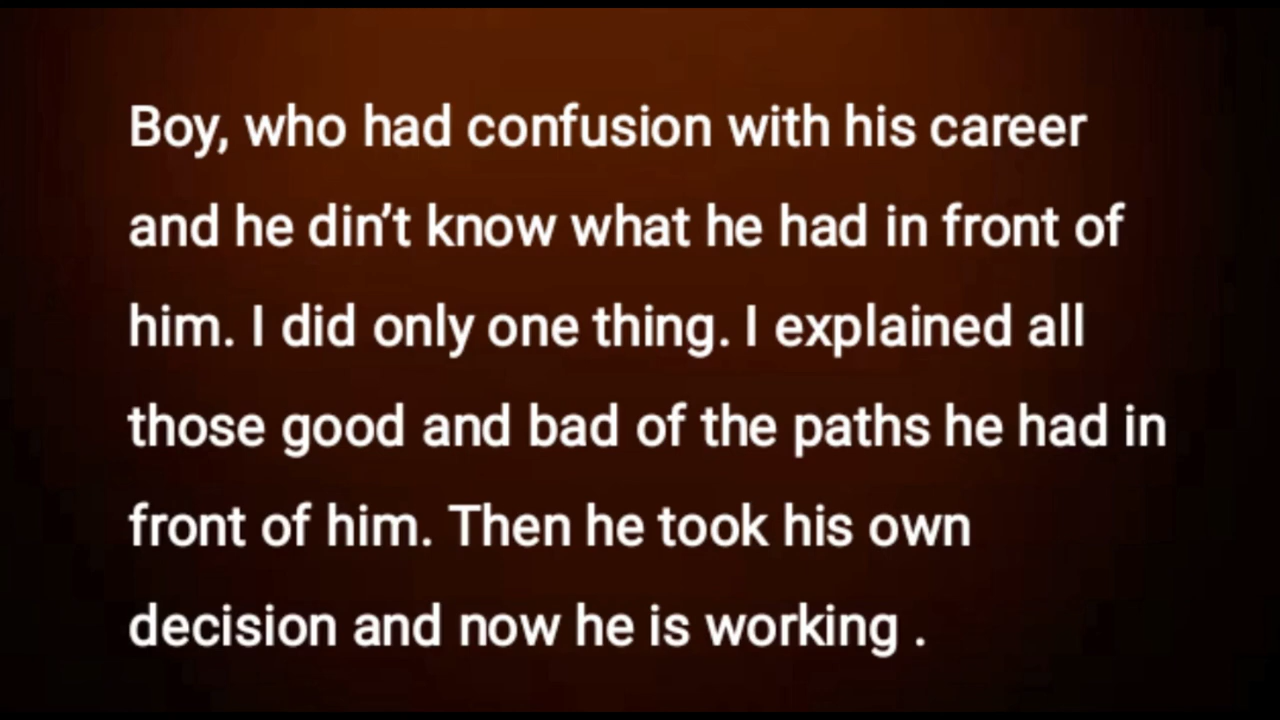 Boy, who had confusion with his career
and he din’t know what he had in front of
him. I did only one thing. I explained all
those good and bad of the paths he had in
front of him. Then he took his own
decision and now he is working .